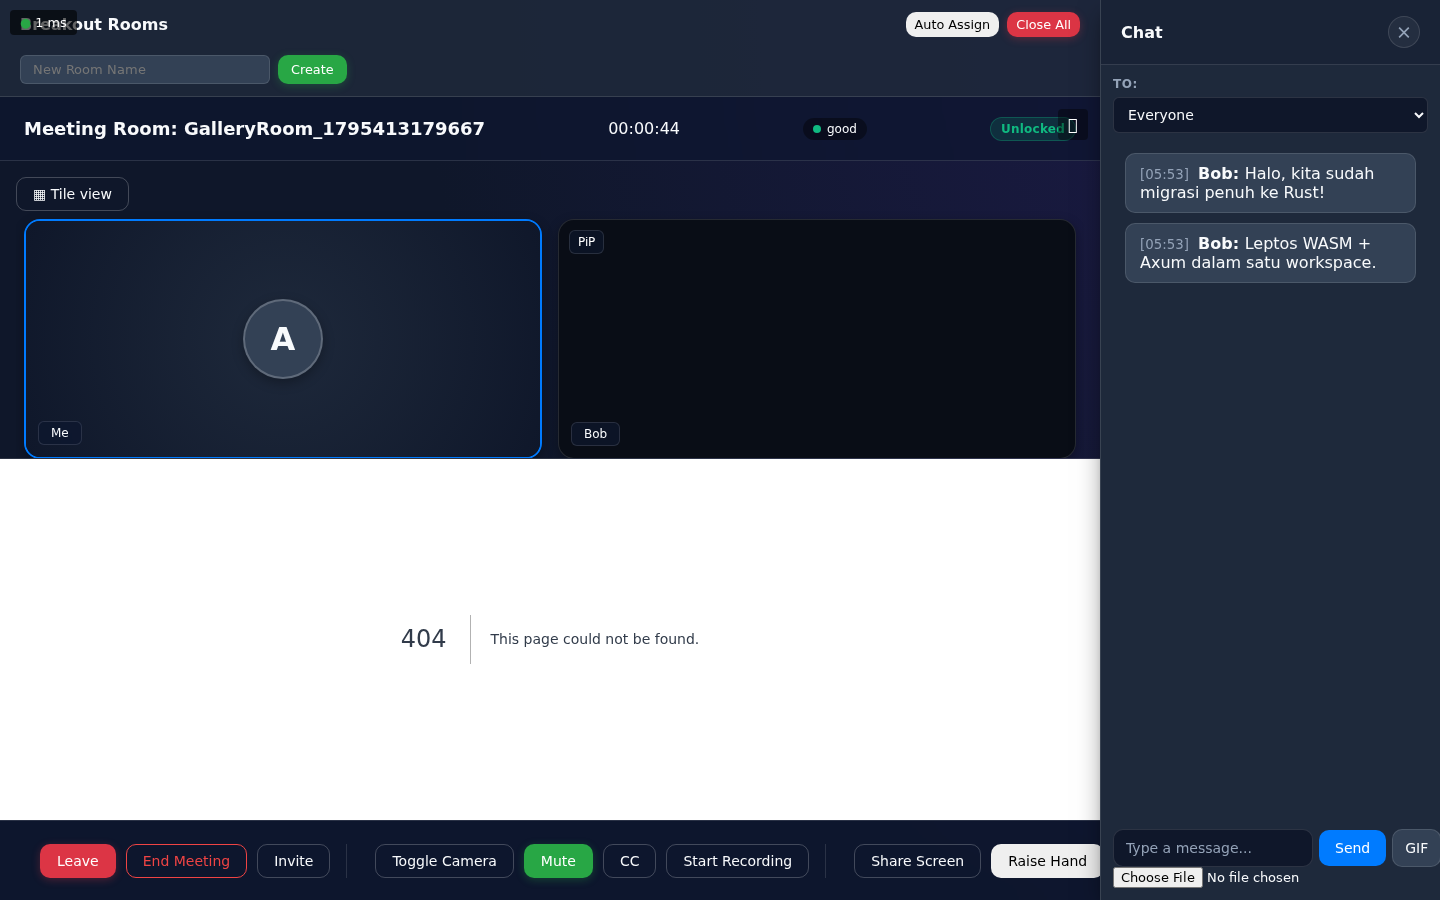 1 ms
Breakout Rooms
Auto Assign
Close All
New Room Name
Create
Meeting Room: GalleryRoom_1795413179667
00:00:44
good
Unlocked
▦ Tile view
A
Me
PiP
Bob
404
This page could not be found.
Leave
End Meeting
Invite
Toggle Camera
Mute
CC
Start Recording
Share Screen
Raise Hand
Chat
×
TO:
Everyone
[05:53] Bob: Halo, kita sudah
migrasi penuh ke Rust!
[05:53] Bob: Leptos WASM +
Axum dalam satu workspace.
Type a message...
Send
GIF
Choose File No file chosen